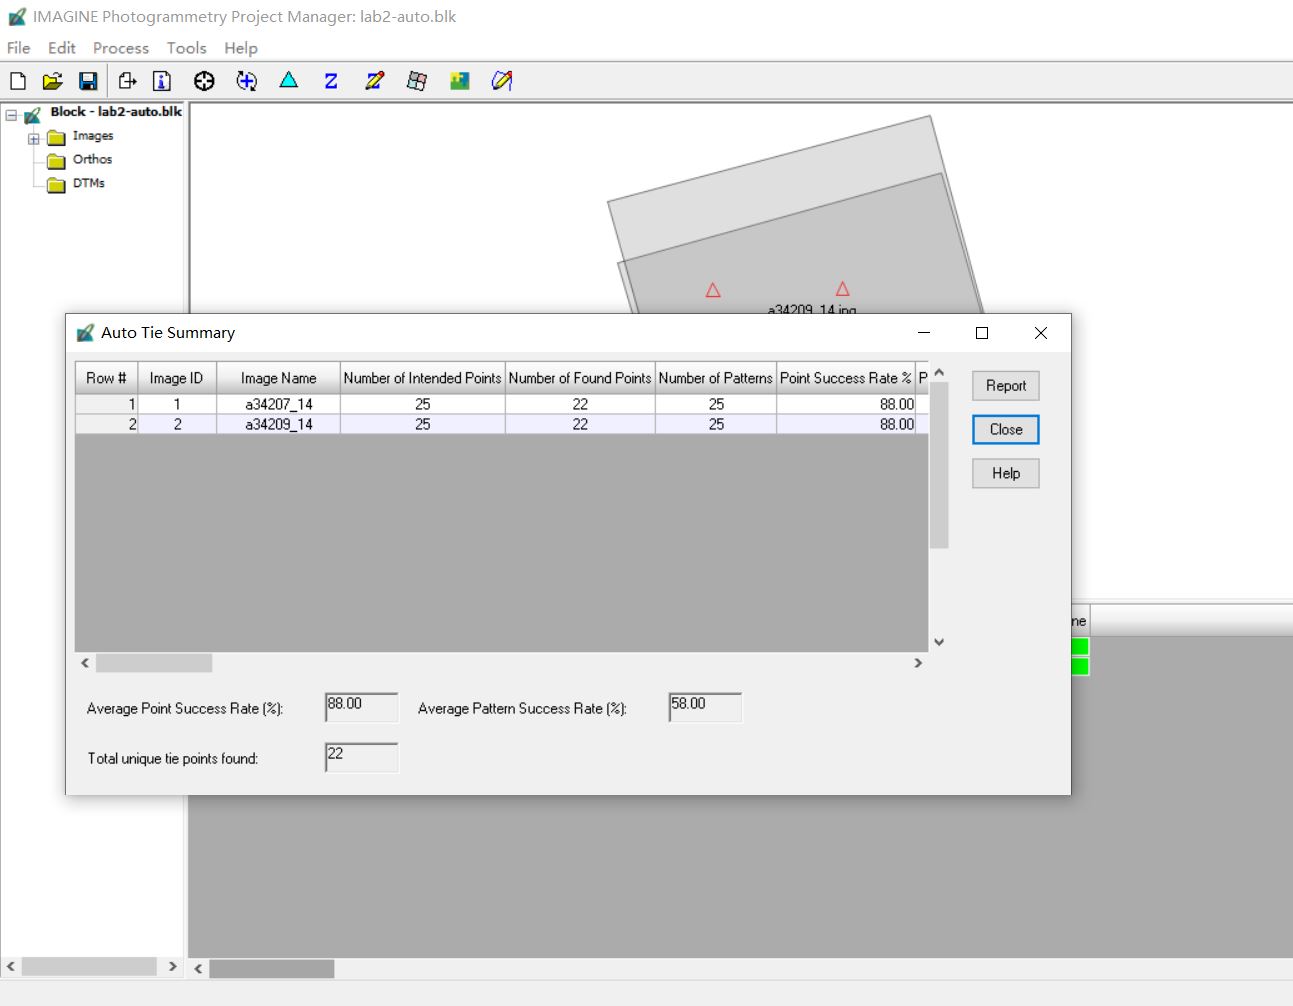 IMAGINE Photogrammetry Project Manager: lab2-auto.blk
File Edit Process Tools Help
Block - lab2-auto.blk
Images
Orthos
DTMs
a34209_14.jpg
Auto Tie Summary
Row # Image ID Image Name Number of Intended Points Number of Found Points Number of Patterns Point Success Rate % P
1 1 a34207_14 25 22 25 88.00
2 2 a34209_14 25 22 25 88.00
Report
Close
Help
ne
Average Point Success Rate (%): 88.00 Average Pattern Success Rate (%): 58.00
Total unique tie points found: 22